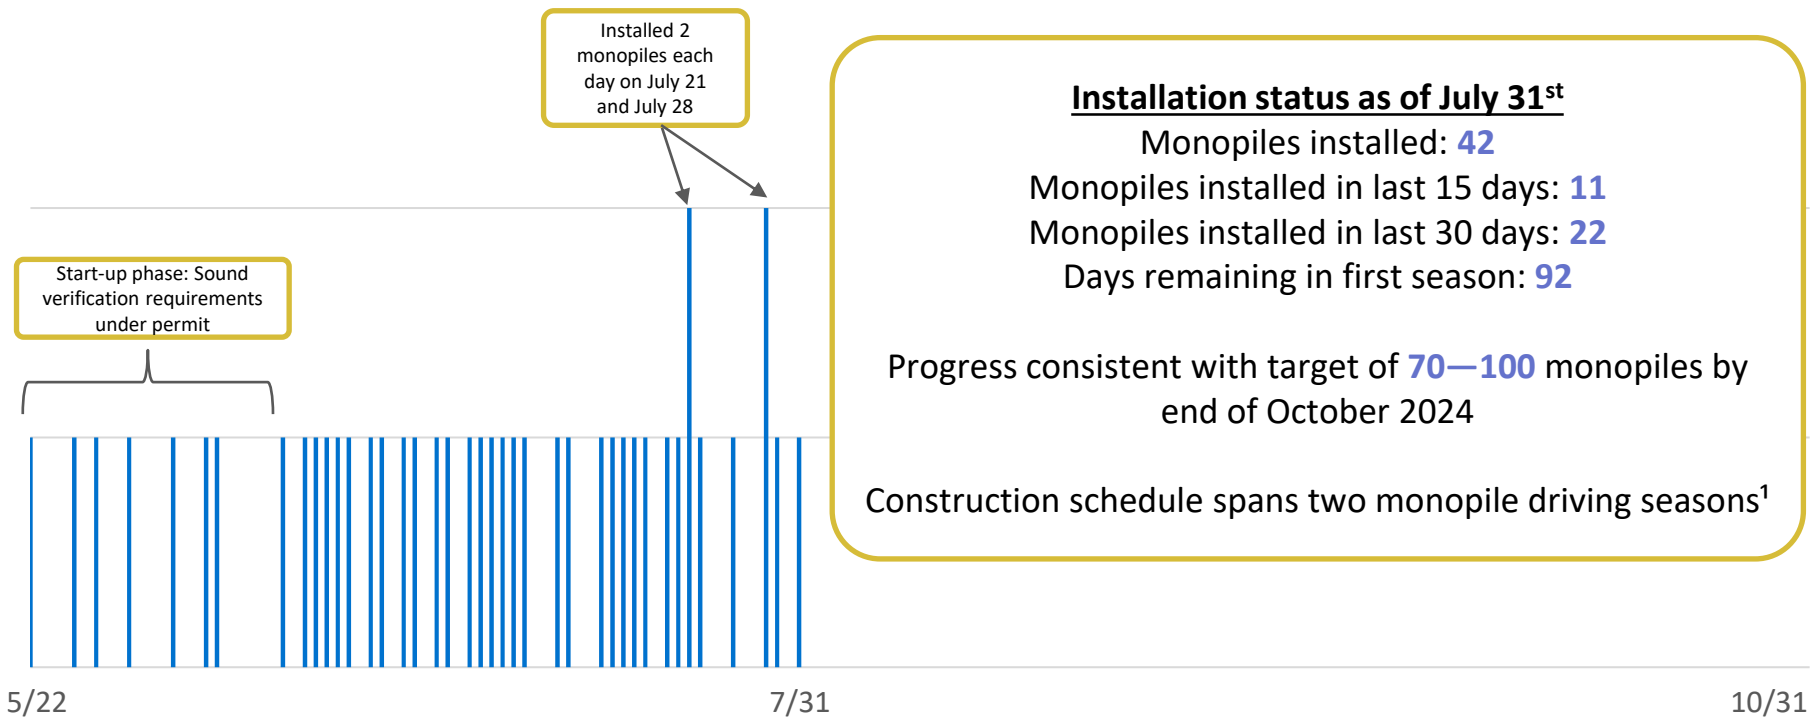 Installed 2
monopiles each
day on July 21
and July 28
Installation status as of July 31st
Monopiles installed: 42
Monopiles installed in last 15 days: 11
Monopiles installed in last 30 days: 22
Days remaining in first season: 92
Progress consistent with target of 70—100 monopiles by
end of October 2024
Construction schedule spans two monopile driving seasons¹
Start-up phase: Sound
verification requirements
under permit
5/22
7/31
10/31